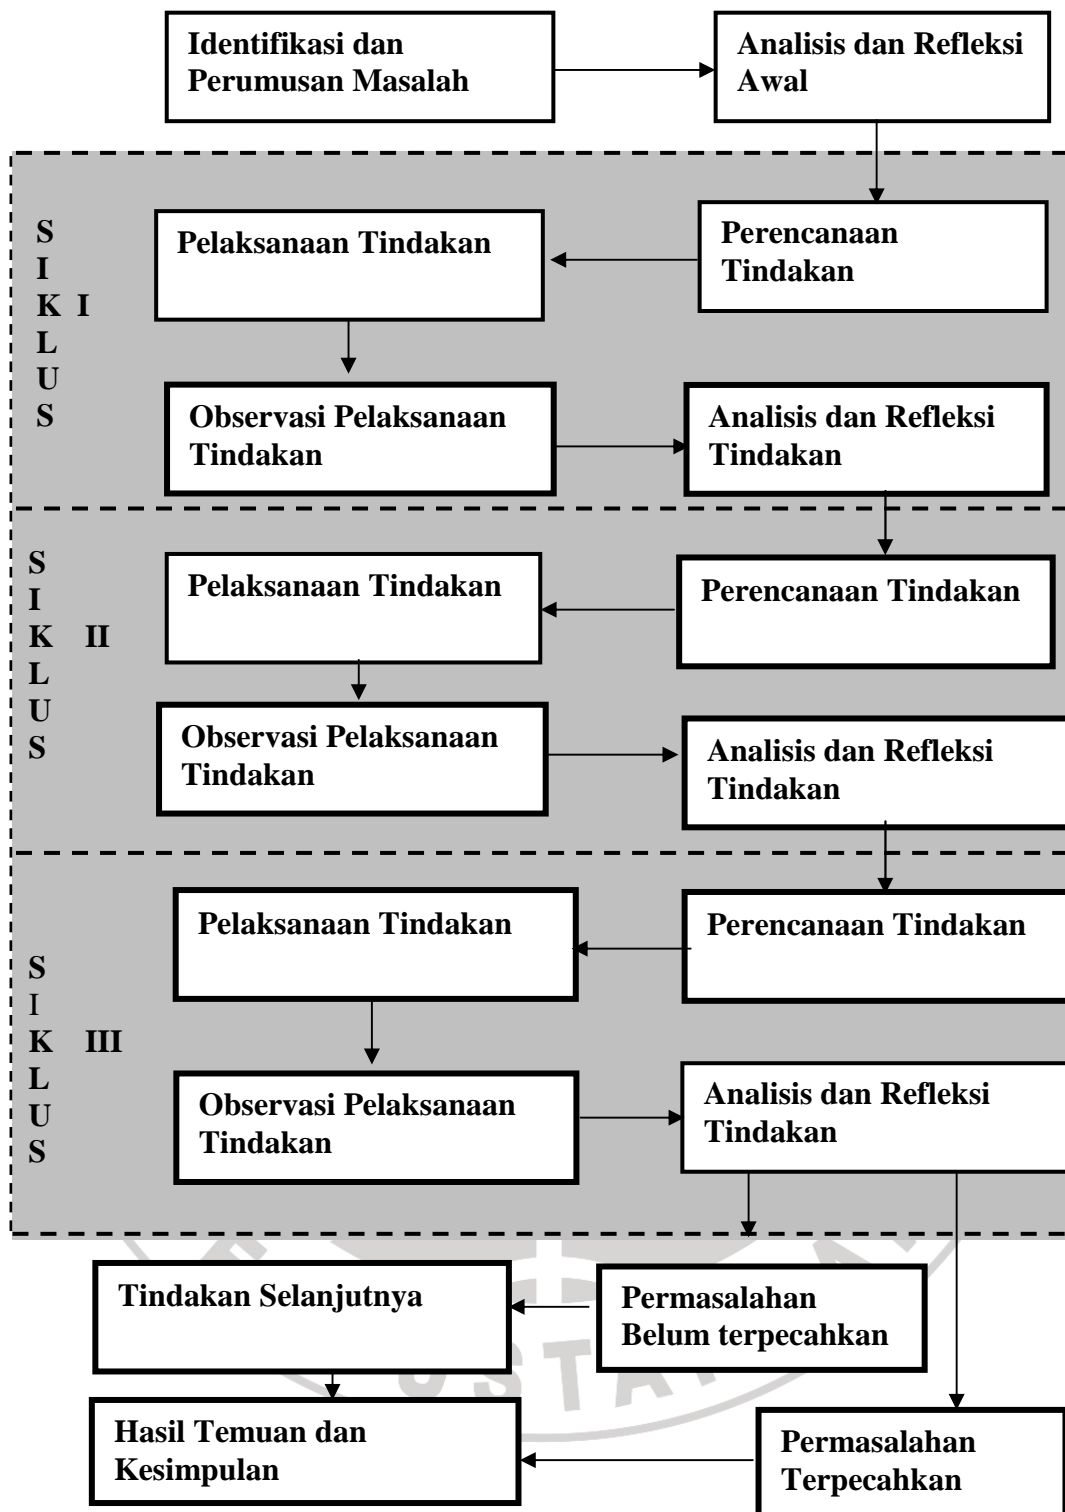 Identifikasi dan
Perumusan Masalah
Analisis dan Refleksi
Awal
S
I
K I
L
U
S
Pelaksanaan Tindakan
Perencanaan
Tindakan
Observasi Pelaksanaan
Tindakan
Analisis dan Refleksi
Tindakan
S
I
K II
L
U
S
Pelaksanaan Tindakan
Perencanaan Tindakan
Observasi Pelaksanaan
Tindakan
Analisis dan Refleksi
Tindakan
S
I
K III
L
U
S
Pelaksanaan Tindakan
Perencanaan Tindakan
Observasi Pelaksanaan
Tindakan
Analisis dan Refleksi
Tindakan
Tindakan Selanjutnya
Permasalahan
Belum terpecahkan
Hasil Temuan dan
Kesimpulan
Permasalahan
Terpecahkan